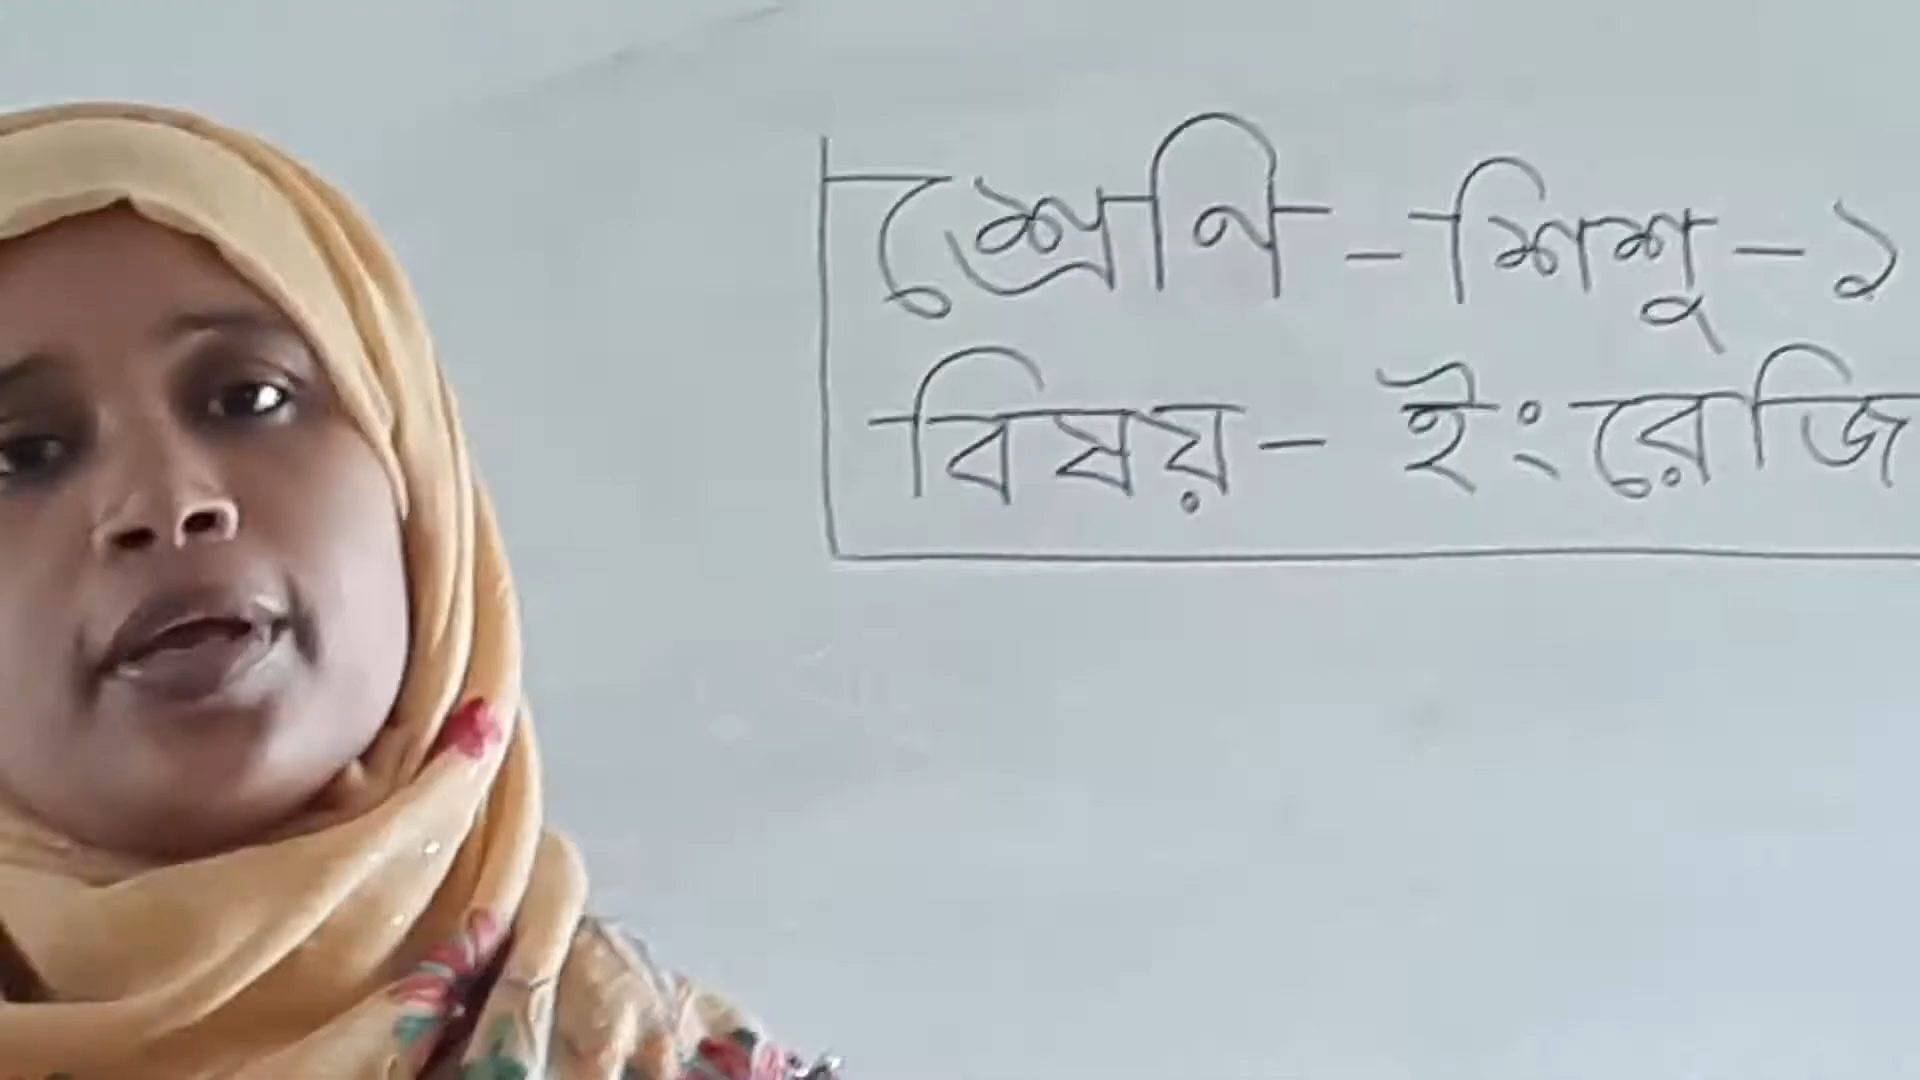 শ্রেণি - শিশু - ১
বিষয় - ইংরেজি